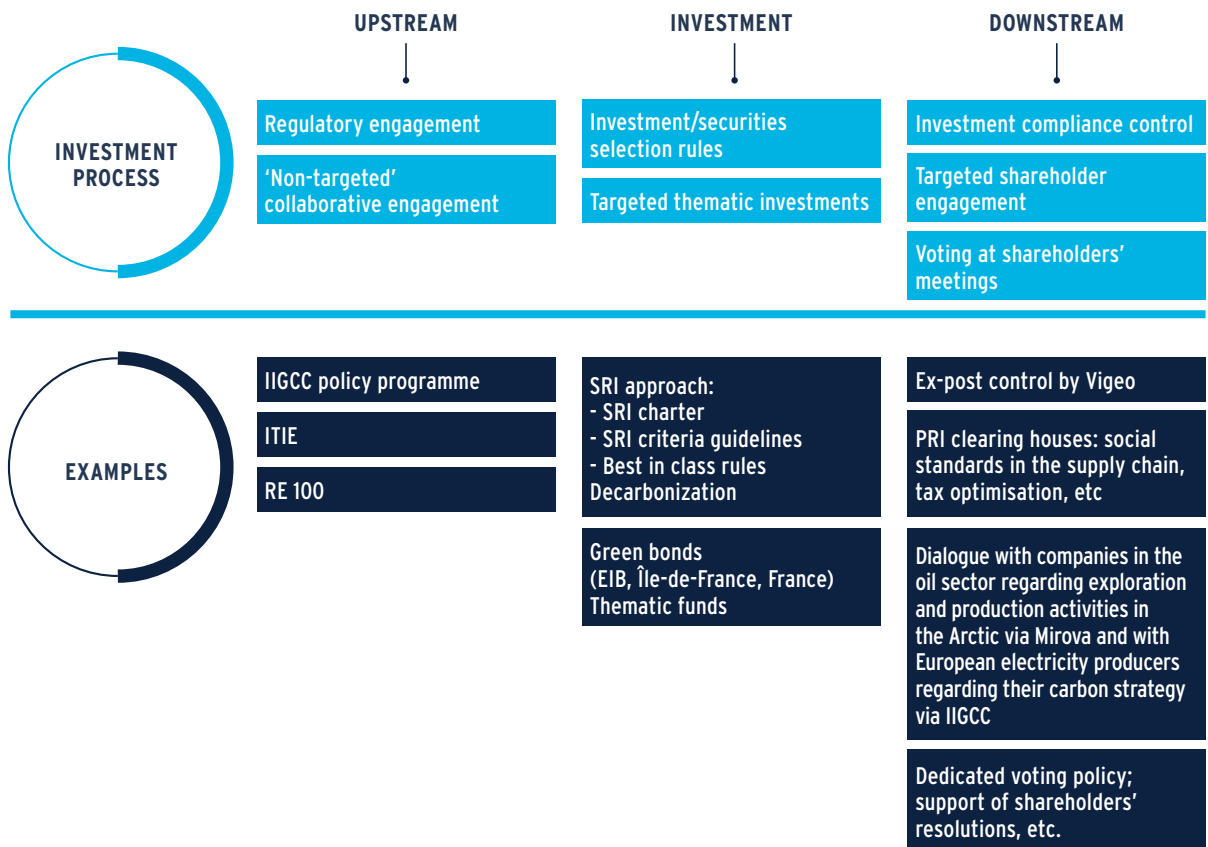 UPSTREAM
INVESTMENT
DOWNSTREAM
INVESTMENT
PROCESS
Regulatory engagement
‘Non-targeted’
collaborative engagement
Investment/securities
selection rules
Targeted thematic investments
Investment compliance control
Targeted shareholder
engagement
Voting at shareholders’
meetings
EXAMPLES
IIGCC policy programme
ITIE
RE 100
SRI approach:
- SRI charter
- SRI criteria guidelines
- Best in class rules
Decarbonization
Green bonds
(EIB, Île-de-France, France)
Thematic funds
Ex-post control by Vigeo
PRI clearing houses: social
standards in the supply chain,
tax optimisation, etc
Dialogue with companies in the
oil sector regarding exploration
and production activities in
the Arctic via Mirova and with
European electricity producers
regarding their carbon strategy
via IIGCC
Dedicated voting policy;
support of shareholders’
resolutions, etc.